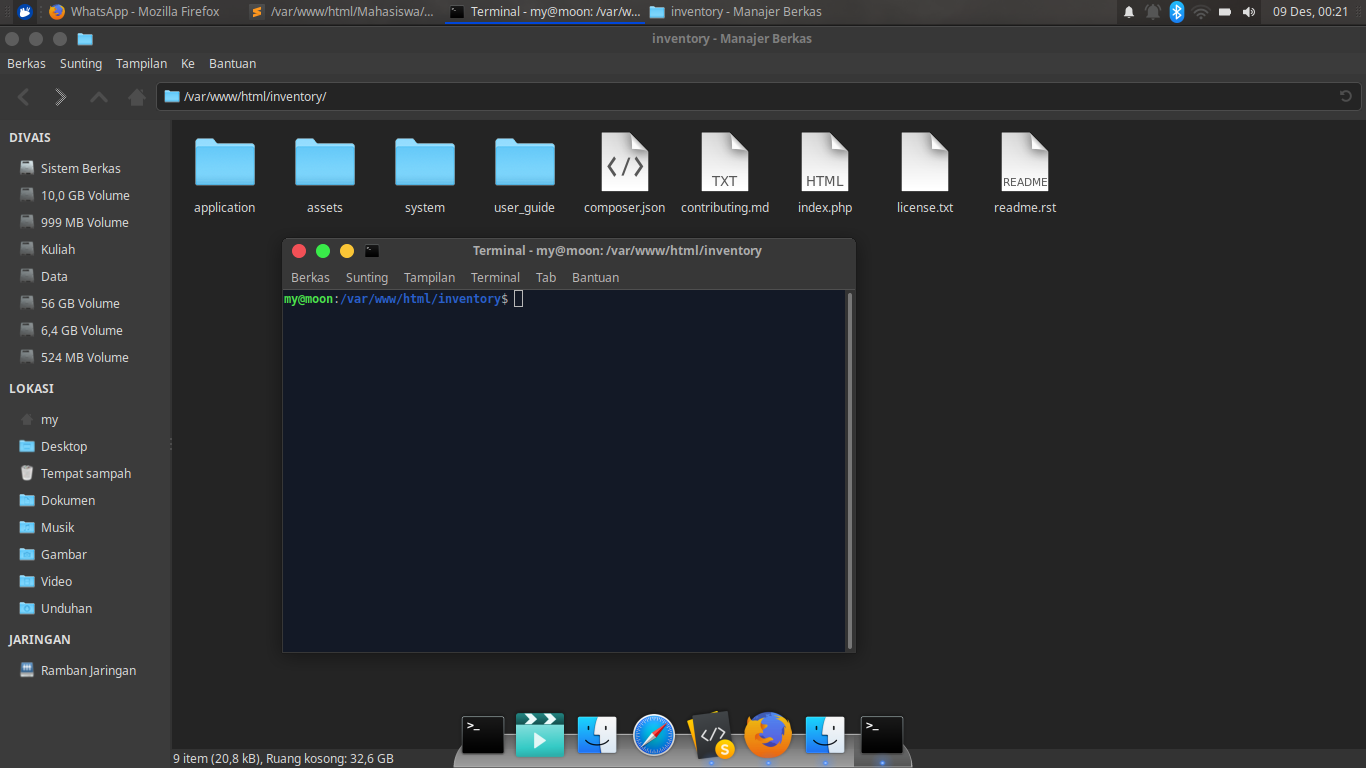 WhatsApp - Mozilla Firefox
/var/www/html/Mahasiswa/...
Terminal - my@moon: /var/w...
inventory - Manajer Berkas
09 Des, 00:21
inventory - Manajer Berkas
Berkas Sunting Tampilan Ke Bantuan
/var/www/html/inventory/
DIVAIS
Sistem Berkas
10,0 GB Volume
999 MB Volume
Kuliah
Data
56 GB Volume
6,4 GB Volume
524 MB Volume
LOKASI
my
Desktop
Tempat sampah
Dokumen
Musik
Gambar
Video
Unduhan
JARINGAN
Ramban Jaringan
</>
TXT
HTML
README
application
assets
system
user_guide
composer.json
contributing.md
index.php
license.txt
readme.rst
Terminal - my@moon: /var/www/html/inventory
Berkas Sunting Tampilan Terminal Tab Bantuan
my@moon:/var/www/html/inventory$
>_
</>
S
>_
9 item (20,8 kB), Ruang kosong: 32,6 GB